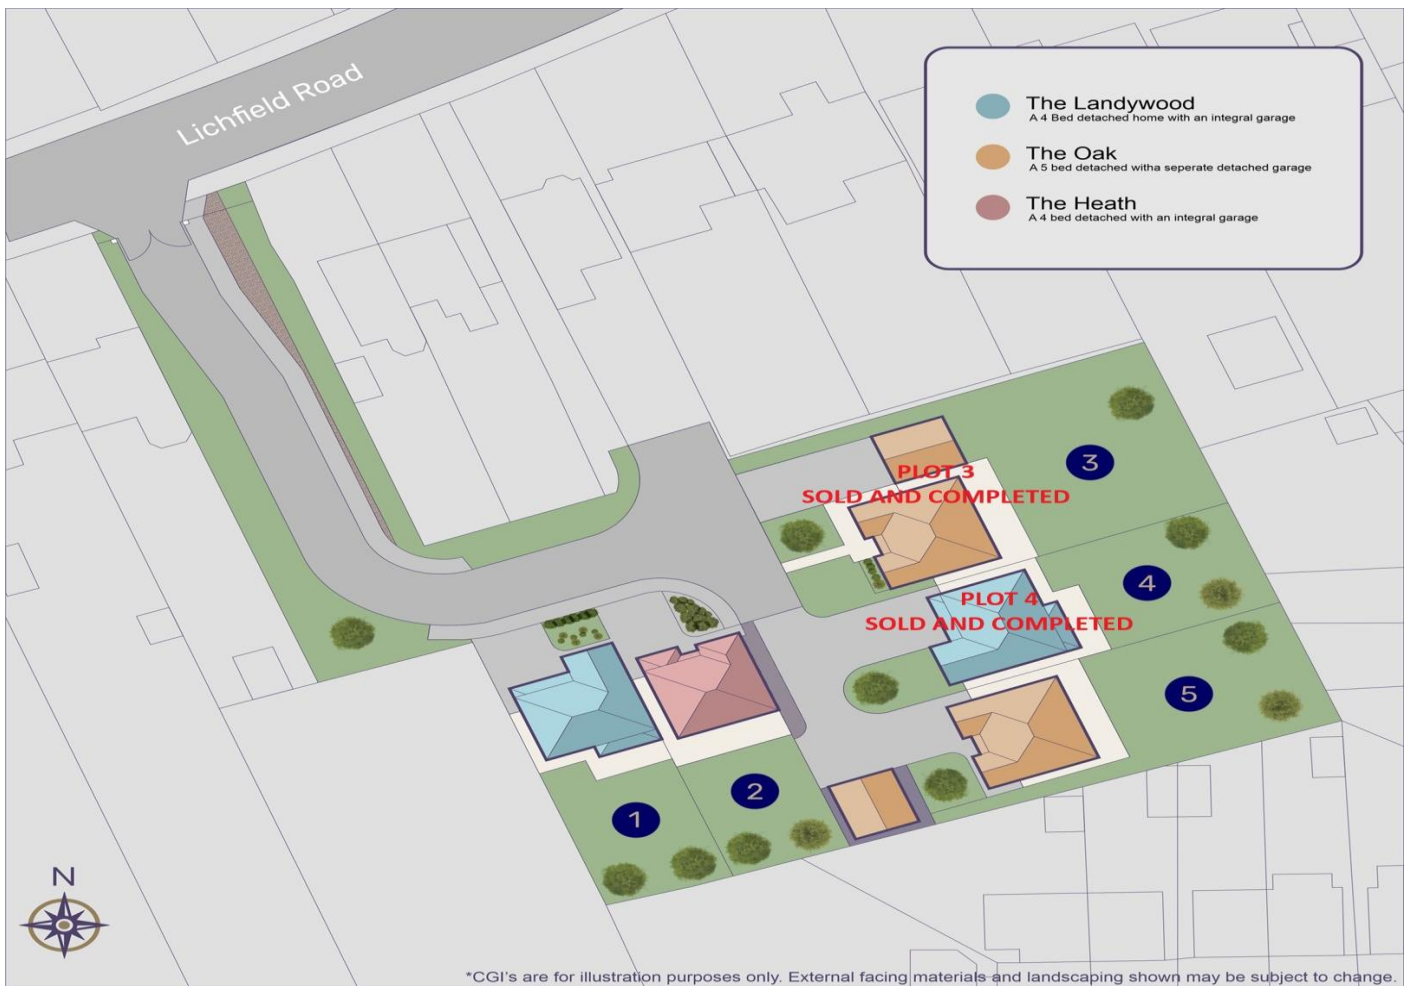 Lichfield Road
The Landywood
A 4 Bed detached home with an integral garage
The Oak
A 5 bed detached witha seperate detached garage
The Heath
A 4 bed detached with an integral garage
3
PLOT 3
SOLD AND COMPLETED
4
PLOT 4
SOLD AND COMPLETED
5
2
1
N
*CGI's are for illustration purposes only. External facing materials and landscaping shown may be subject to change.